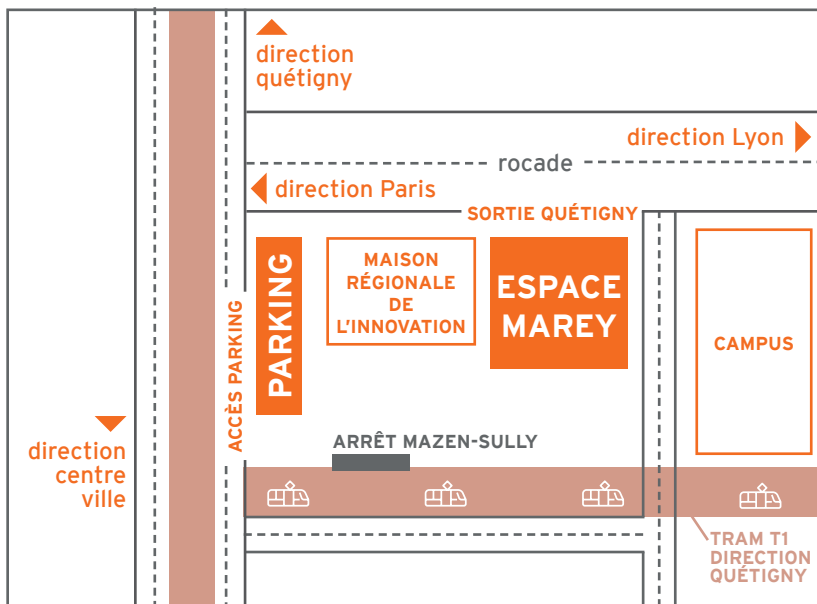 direction
quétigny
direction Lyon
rocade
direction Paris
SORTIE QUÉTIGNY
PARKING
MAISON
RÉGIONALE
DE
L'INNOVATION
ESPACE
MAREY
CAMPUS
ACCÈS PARKING
direction
centre
ville
ARRÊT MAZEN-SULLY
TRAM T1
DIRECTION
QUÉTIGNY